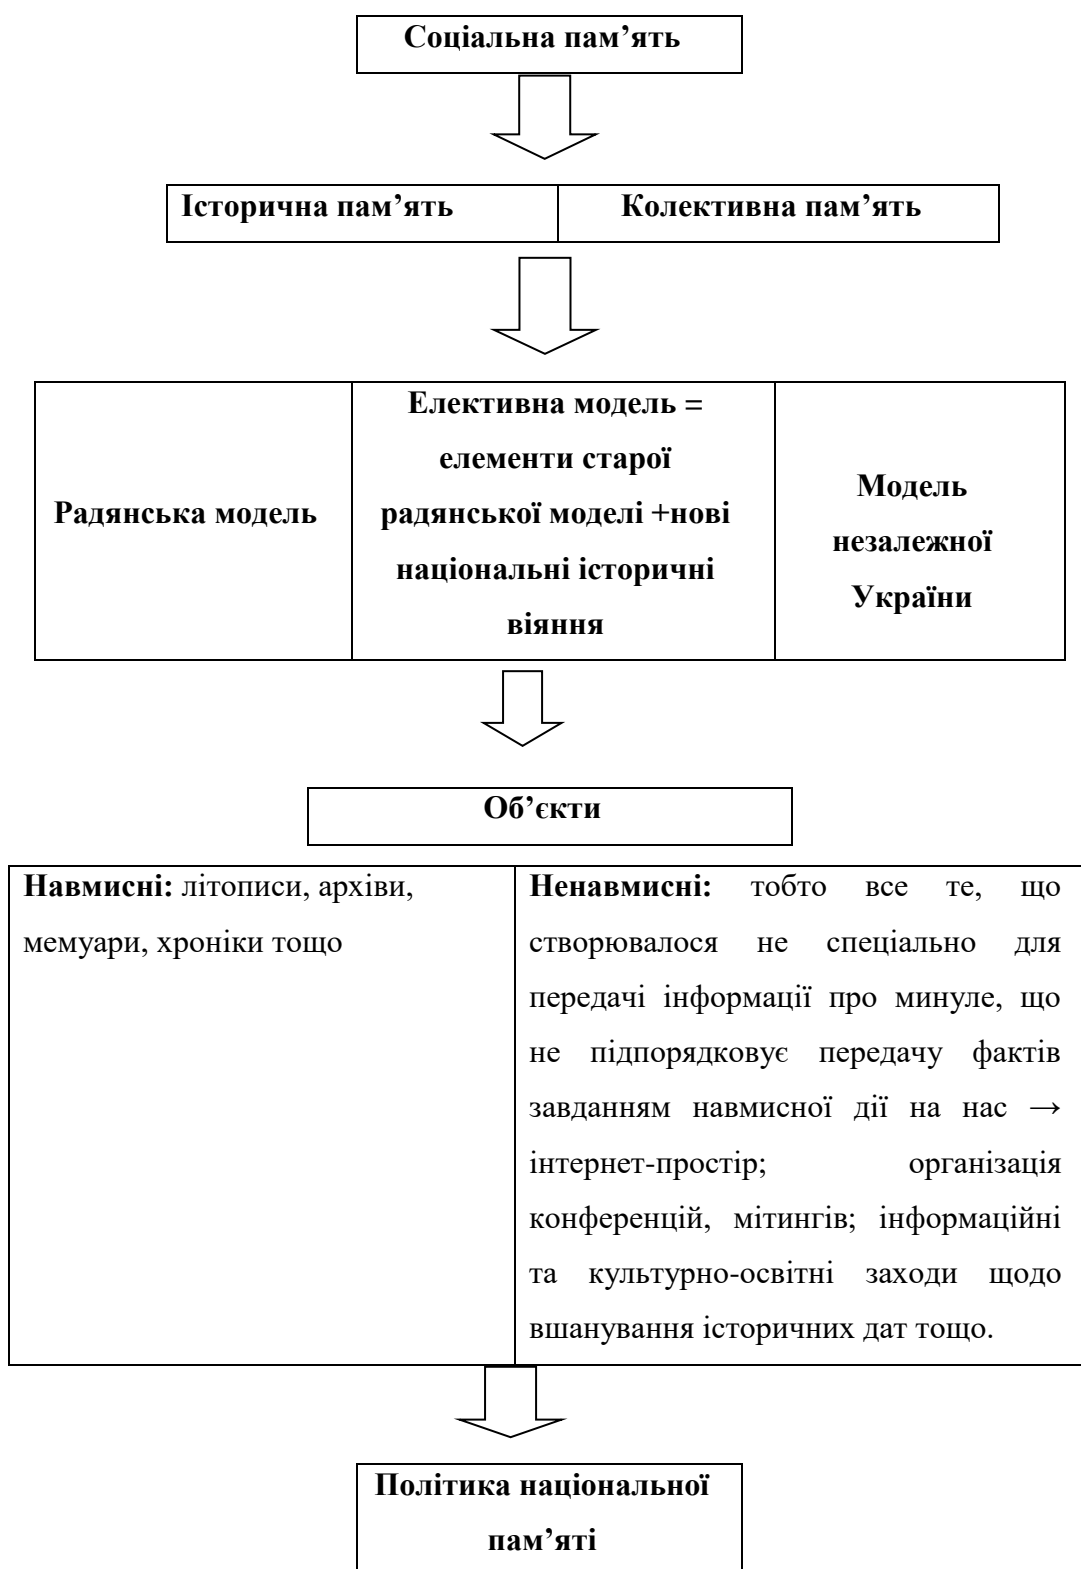 Соціальна пам’ять
Історична пам’ять
Колективна пам’ять
Радянська модель
Елективна модель =
елементи старої
радянської моделі +нові
національні історичні
віяння
Модель
незалежної
України
Об’єкти
Навмисні: літописи, архіви,
мемуари, хроніки тощо
Ненавмисні: тобто все те, що
створювалося не спеціально для
передачі інформації про минуле, що
не підпорядковує передачу фактів
завданням навмисної дії на нас →
інтернет-простір; організація
конференцій, мітингів; інформаційні
та культурно-освітні заходи щодо
вшанування історичних дат тощо.
Політика національної
пам’яті